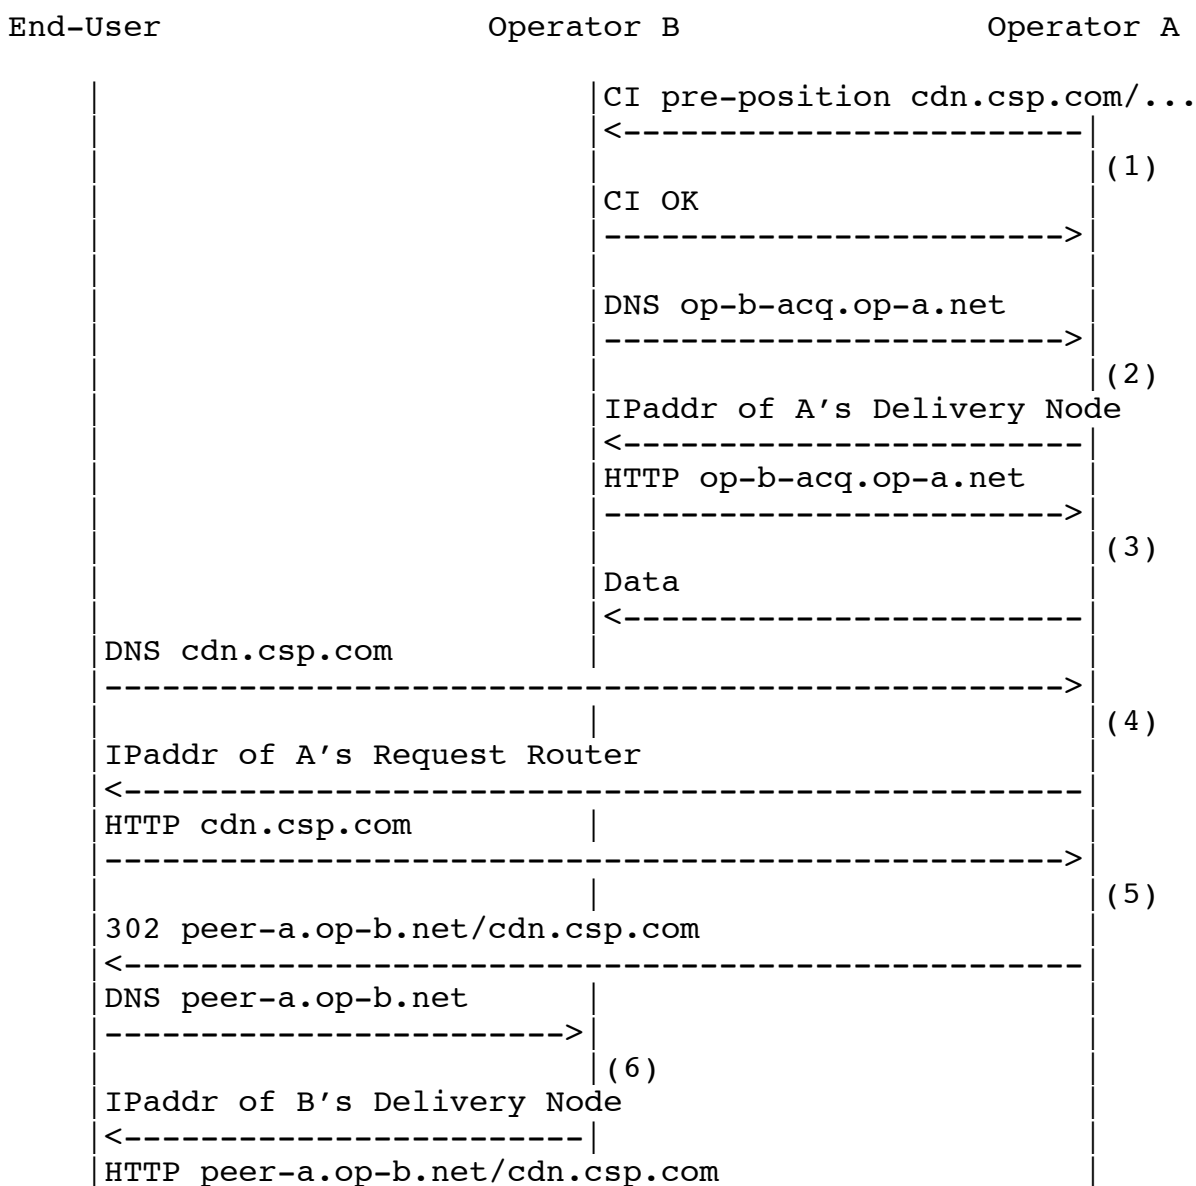 End-User Operator B Operator A
CI pre-position cdn.csp.com/...
(1)
CI OK
DNS op-b-acq.op-a.net
(2)
IPaddr of A's Delivery Node
HTTP op-b-acq.op-a.net
(3)
Data
DNS cdn.csp.com
(4)
IPaddr of A's Request Router
HTTP cdn.csp.com
(5)
302 peer-a.op-b.net/cdn.csp.com
DNS peer-a.op-b.net
(6)
IPaddr of B's Delivery Node
HTTP peer-a.op-b.net/cdn.csp.com